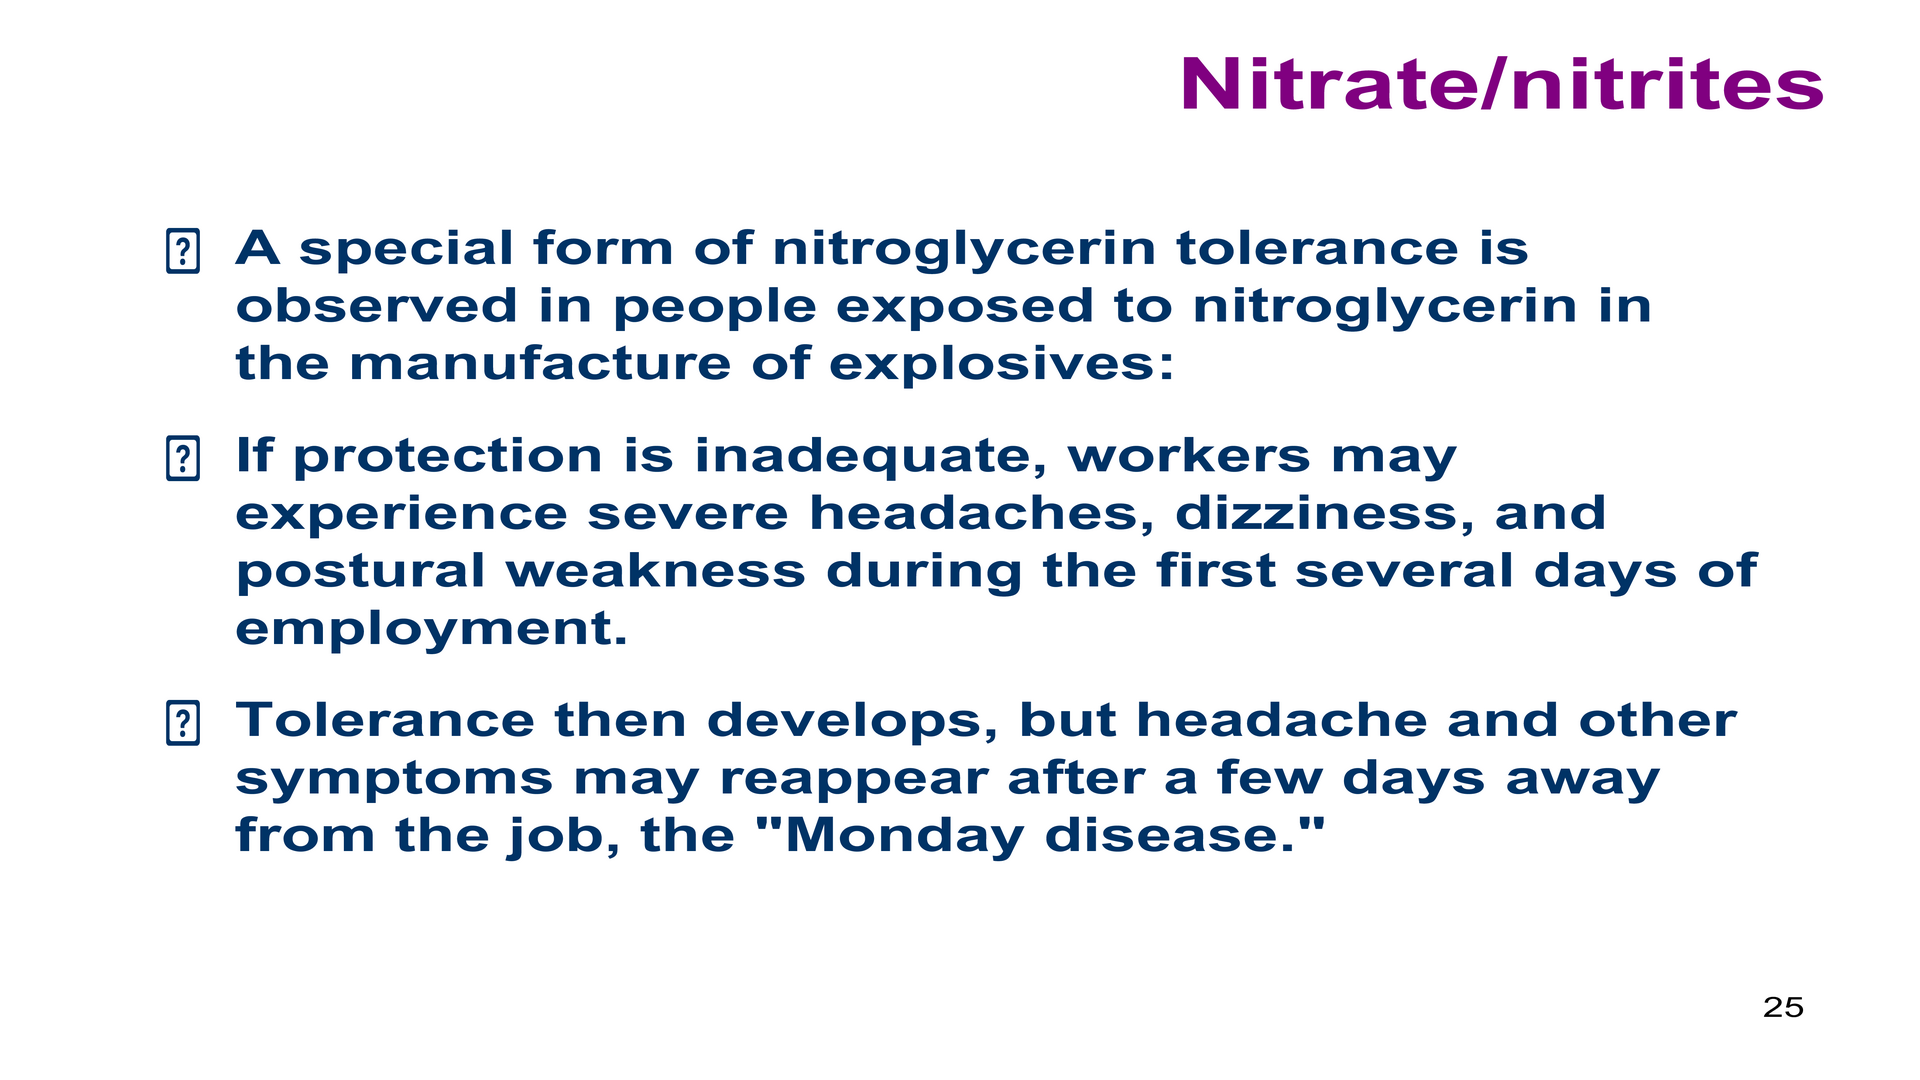 Nitrate/nitrites
A special form of nitroglycerin tolerance is
observed in people exposed to nitroglycerin in
the manufacture of explosives:
If protection is inadequate, workers may
experience severe headaches, dizziness, and
postural weakness during the first several days of
employment.
Tolerance then develops, but headache and other
symptoms may reappear after a few days away
from the job, the "Monday disease."
25